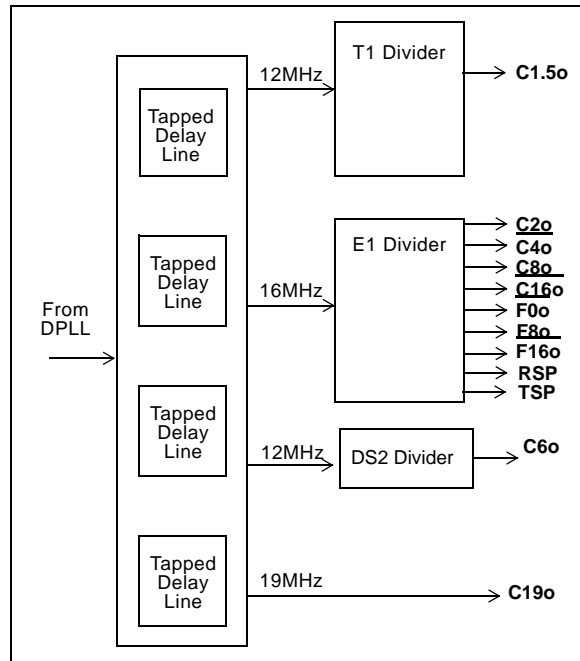 T1 Divider
12MHz
C1.5o
Tapped
Delay
Line
C2o
E1 Divider
C4o
Tapped
Delay
Line
C8o
16MHz
C16o
From
DPLL
F0o
F8o
F16o
RSP
TSP
Tapped
Delay
Line
12MHz
DS2 Divider
C6o
Tapped
Delay
Line
19MHz
C19o